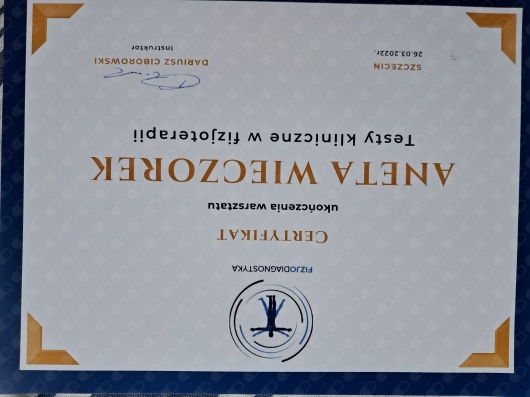 FIZJODIAGNOSTYKA
CERTYFIKAT
ukończenia warsztatu
ANETA WIECZOREK
Testy kliniczne w fizjoterapii
SZCZECIN
26.03.2022r.
DARIUSZ CIBOROWSKI
Instruktor